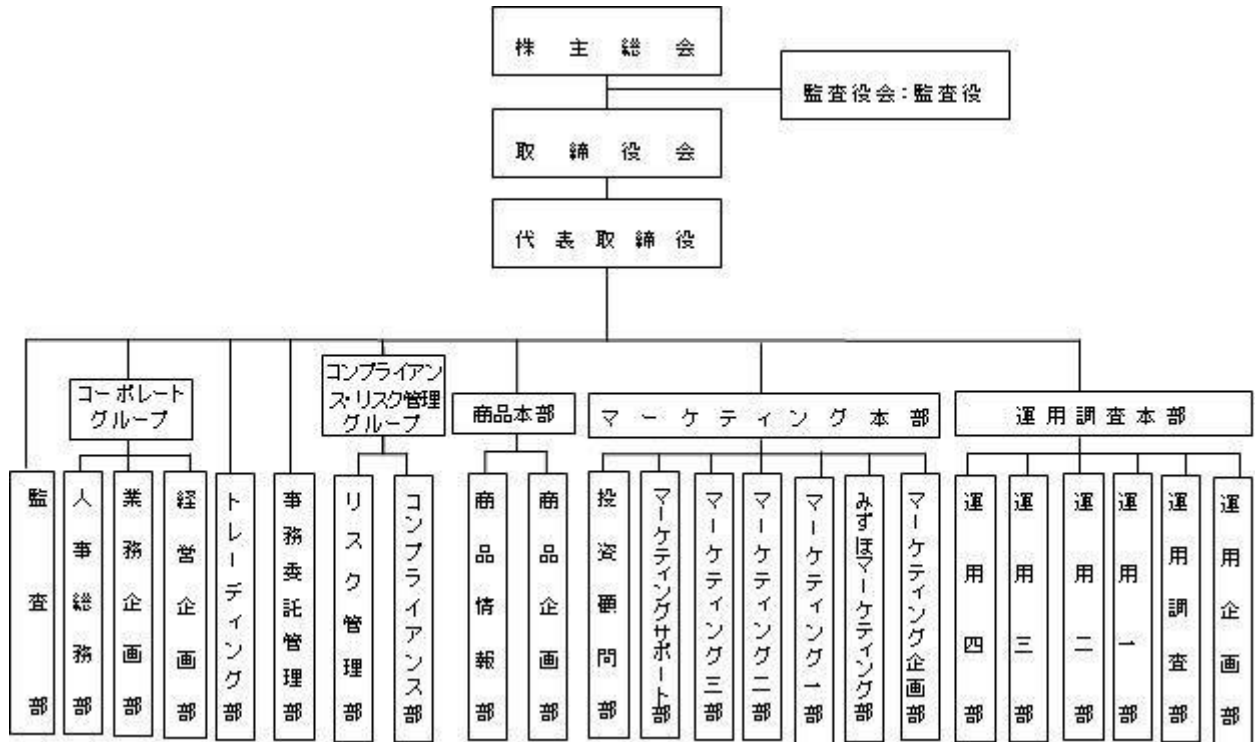 株主総会
監査役会:監査役
取締役会
代表取締役
コーポレート
グループ
コンプライアン
ス・リスク管理
グループ
商品本部
マーケティング本部
運用調査本部
監査部
人事総務部
業務企画部
経営企画部
トレーディング部
事務委託管理部
リスク管理部
コンプライアンス部
商品情報部
商品企画部
投資顧問部
マーケティングサポート部
マーケティング三部
マーケティング二部
マーケティング一部
みずほマーケティング部
マーケティング企画部
運用四部
運用三部
運用二部
運用一部
運用調査部
運用企画部